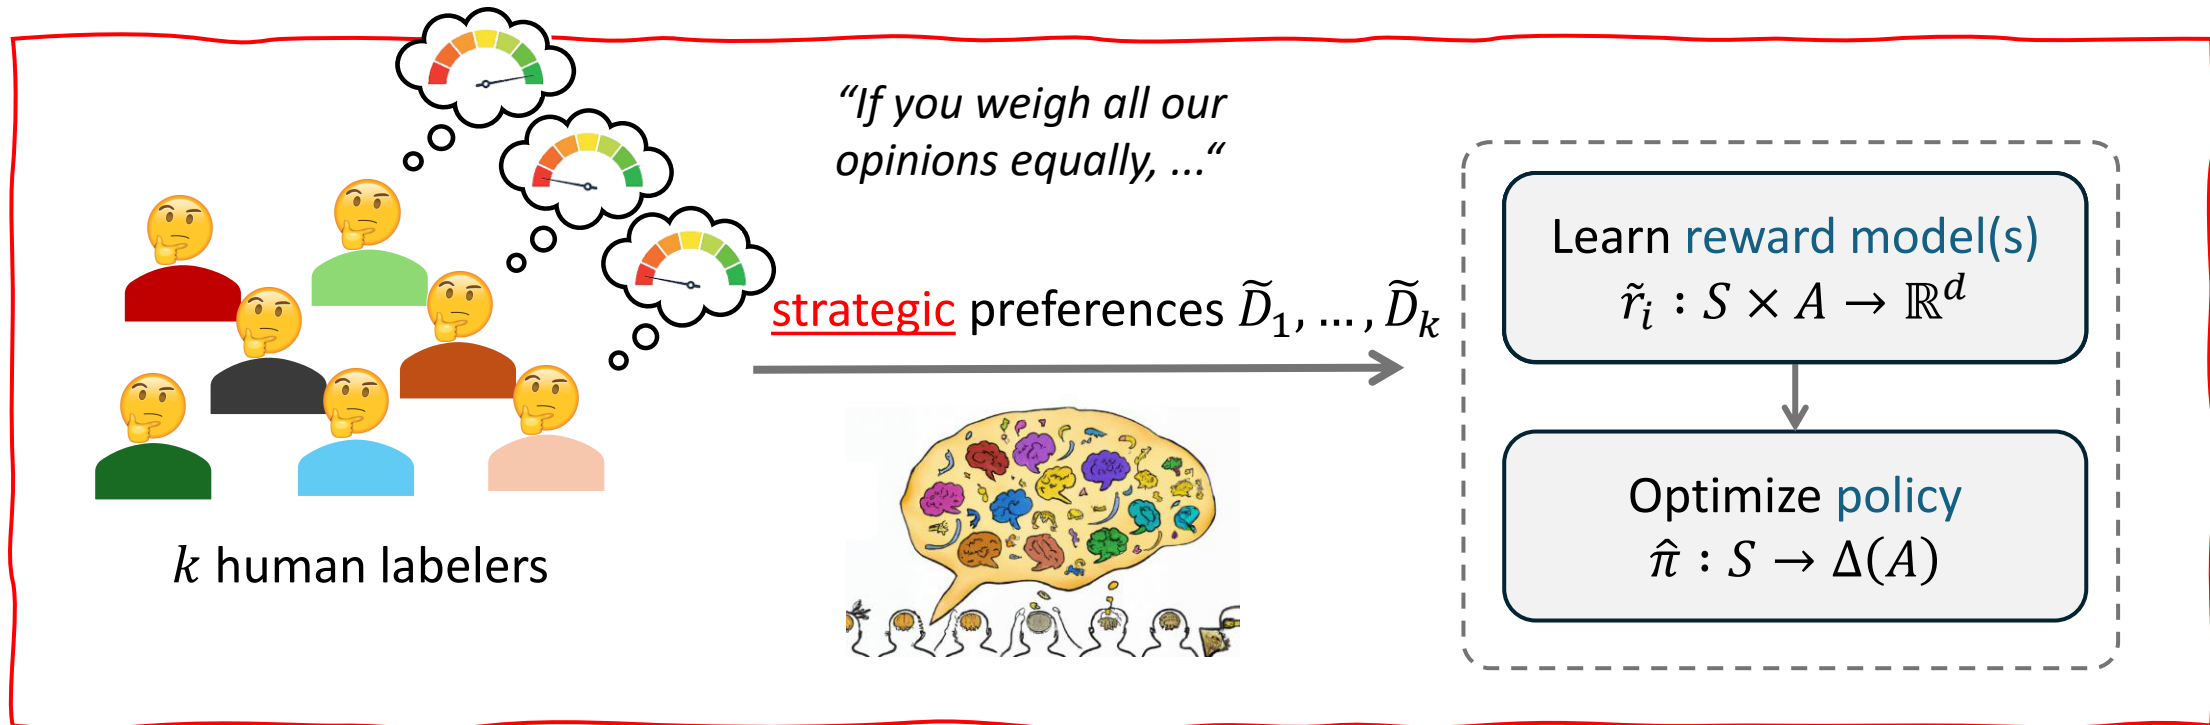 “If you weigh all our
opinions equally, ...“
strategic preferences D̃₁, … , D̃ₖ
k human labelers
Learn reward model(s)
r̃ᵢ : S × A → ℝᵈ
Optimize policy
π̂ : S → Δ(A)